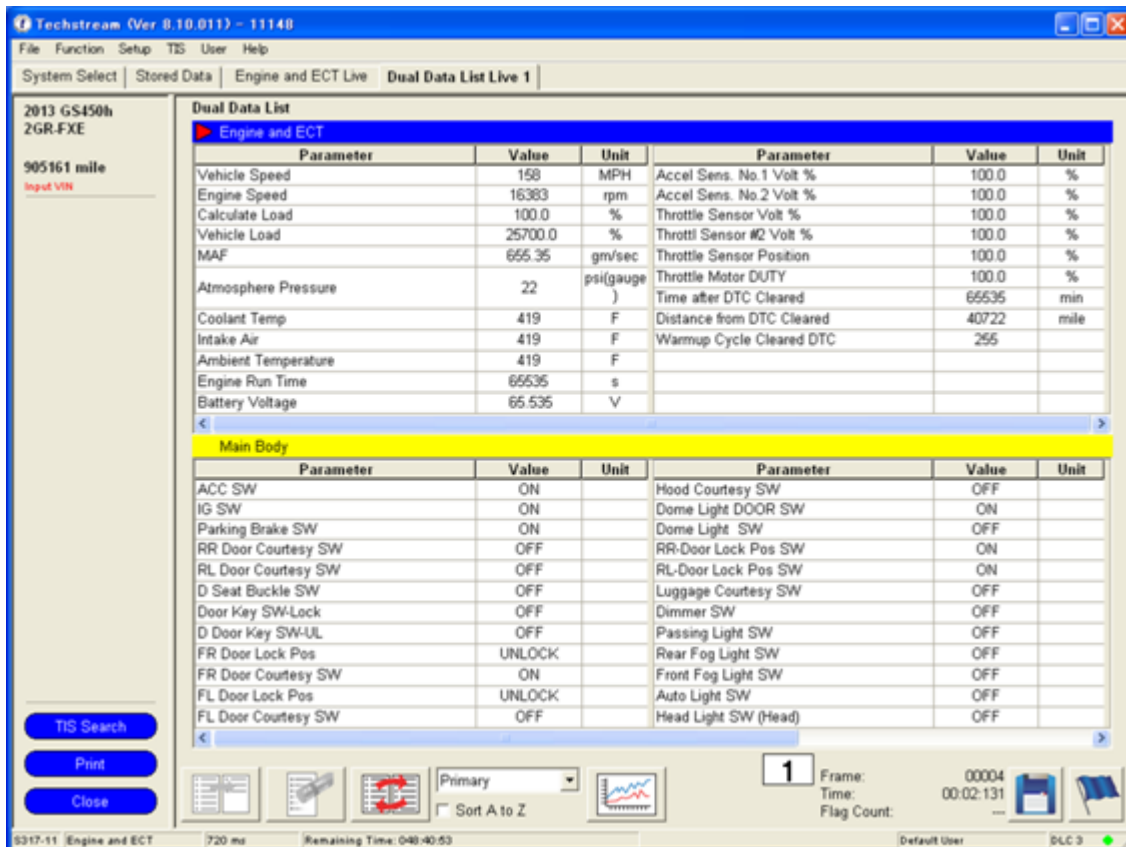 Techstream (Ver 8.10.011) - 11148
File Function Setup TIS User Help
System Select Stored Data Engine and ECT Live Dual Data List Live 1
2013 GS450h
2GR-FXE
905161 mile
Input VIN
Dual Data List
Engine and ECT
Parameter Value Unit Parameter Value Unit
Vehicle Speed 158 MPH Accel Sens. No.1 Volt % 100.0 %
Engine Speed 16383 rpm Accel Sens. No.2 Volt % 100.0 %
Calculate Load 100.0 % Throttle Sensor Volt % 100.0 %
Vehicle Load 25700.0 % Throttl Sensor #2 Volt % 100.0 %
MAF 655.35 gm/sec Throttle Sensor Position 100.0 %
Atmosphere Pressure 22 psi(gauge) Throttle Motor DUTY 100.0 %
Time after DTC Cleared 65535 min
Coolant Temp 419 F Distance from DTC Cleared 40722 mile
Intake Air 419 F Warmup Cycle Cleared DTC 255
Ambient Temperature 419 F
Engine Run Time 65535 s
Battery Voltage 65.535 V
Main Body
Parameter Value Unit Parameter Value Unit
ACC SW ON Hood Courtesy SW OFF
IG SW ON Dome Light DOOR SW ON
Parking Brake SW ON Dome Light SW OFF
RR Door Courtesy SW OFF RR-Door Lock Pos SW ON
RL Door Courtesy SW OFF RL-Door Lock Pos SW ON
D Seat Buckle SW OFF Luggage Courtesy SW OFF
Door Key SW-Lock OFF Dimmer SW OFF
D Door Key SW-UL OFF Passing Light SW OFF
FR Door Lock Pos UNLOCK Rear Fog Light SW OFF
FR Door Courtesy SW ON Front Fog Light SW OFF
FL Door Lock Pos UNLOCK Auto Light SW OFF
FL Door Courtesy SW OFF Head Light SW (Head) OFF
TIS Search
Print
Close
Primary
Sort A to Z
1
Frame: 00004
Time: 00:02:131
Flag Count: ---
S317-11 Engine and ECT 720 ms Remaining Time: 048:40:53 Default User DLC 3